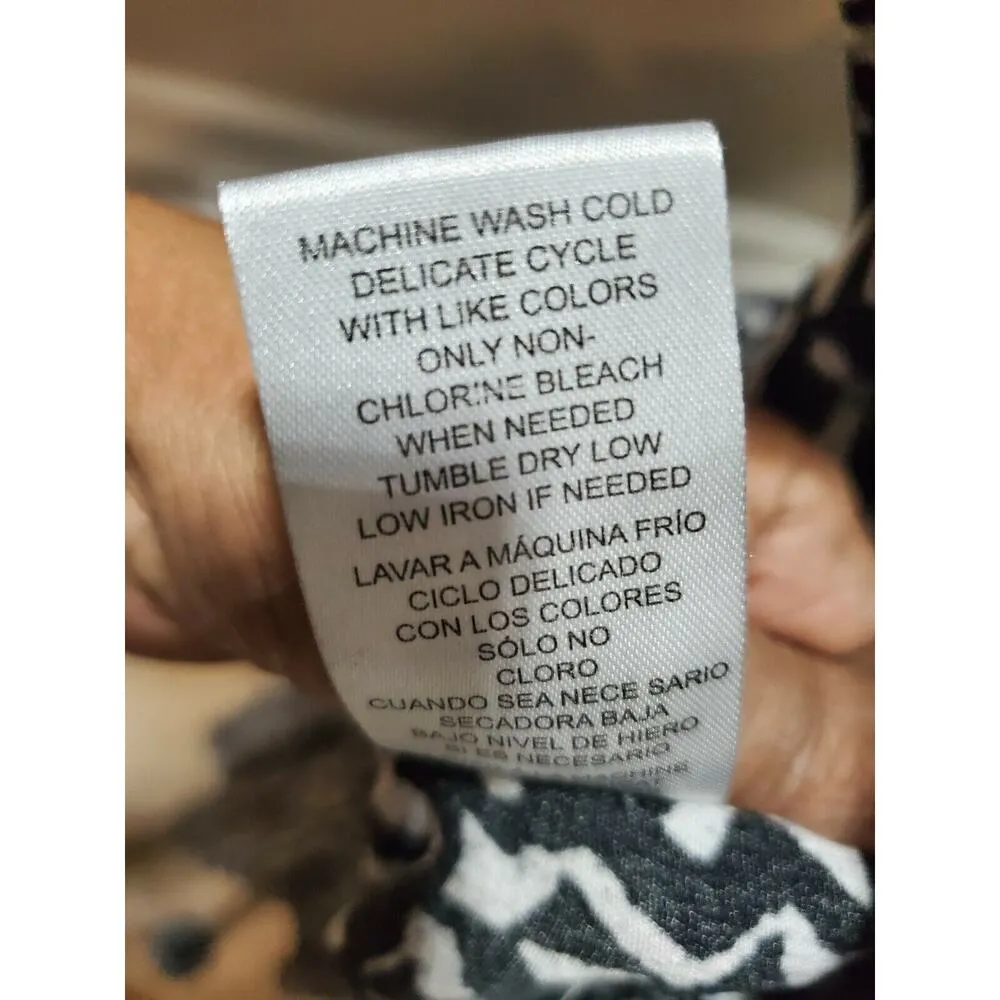 MACHINE WASH COLD
DELICATE CYCLE
WITH LIKE COLORS
ONLY NON-
CHLORINE BLEACH
WHEN NEEDED
TUMBLE DRY LOW
LOW IRON IF NEEDED
LAVAR A MÁQUINA FRÍO
CICLO DELICADO
CON LOS COLORES
SÓLO NO
CLORO
CUANDO SEA NECE SARIO
SECADORA BAJA
BAJO NIVEL DE HIERO
SI ES NECESARIO
MACHINE